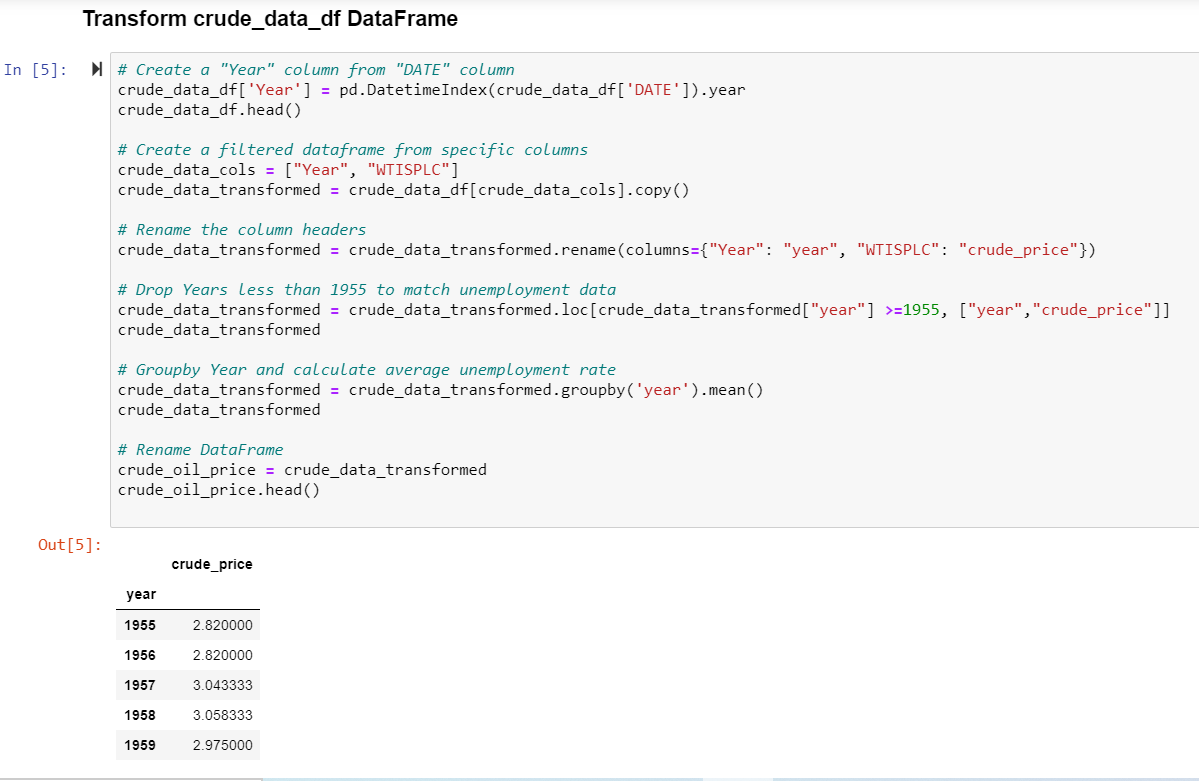 Transform crude_data_df DataFrame
In [5]:
# Create a "Year" column from "DATE" column
crude_data_df['Year'] = pd.DatetimeIndex(crude_data_df['DATE']).year
crude_data_df.head()
# Create a filtered dataframe from specific columns
crude_data_cols = ["Year", "WTISPLC"]
crude_data_transformed = crude_data_df[crude_data_cols].copy()
# Rename the column headers
crude_data_transformed = crude_data_transformed.rename(columns={"Year": "year", "WTISPLC": "crude_price"})
# Drop Years less than 1955 to match unemployment data
crude_data_transformed = crude_data_transformed.loc[crude_data_transformed["year"] >=1955, ["year","crude_price"]]
crude_data_transformed
# Groupby Year and calculate average unemployment rate
crude_data_transformed = crude_data_transformed.groupby('year').mean()
crude_data_transformed
# Rename DataFrame
crude_oil_price = crude_data_transformed
crude_oil_price.head()
Out[5]:
crude_price
year
1955 2.820000
1956 2.820000
1957 3.043333
1958 3.058333
1959 2.975000